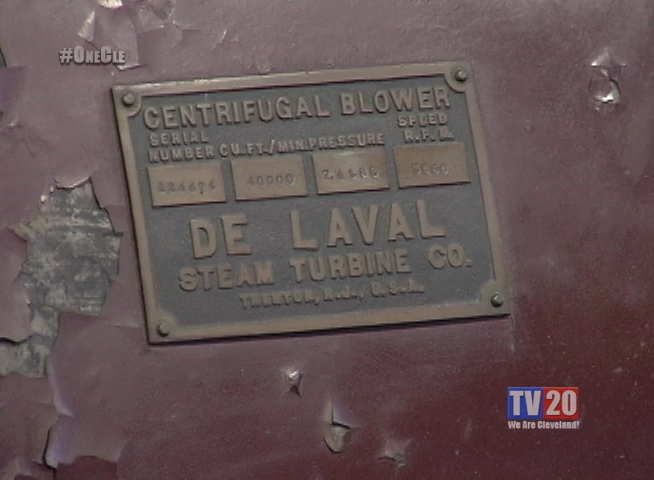 #ONECLE
CENTRIFUGAL BLOWER
SERIAL NUMBER CU.FT./MIN. PRESSURE SPEED R.P.M.
40000
DE LAVAL
STEAM TURBINE CO.
TRENTON, N.J., U.S.A.
TV20
We Are Cleveland!